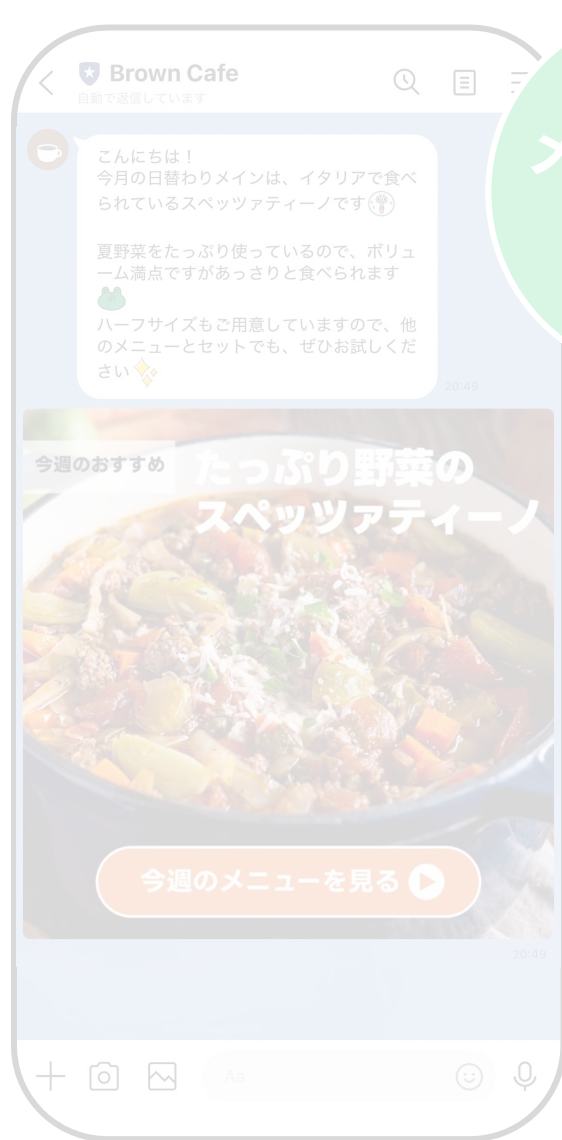 Brown Cafe
自動で返信しています
こんにちは！
今月の日替わりメインは、イタリアで食べ
られているスペッツァティーノです
夏野菜をたっぷり使っているので、ボリュ
ーム満点ですがあっさりと食べられます
ハーフサイズもご用意していますので、他
のメニューとセットでも、ぜひお試しくだ
さい
20:49
今週のおすすめ
たっぷり野菜の
スペッツァティーノ
今週のメニューを見る
20:49
Aa